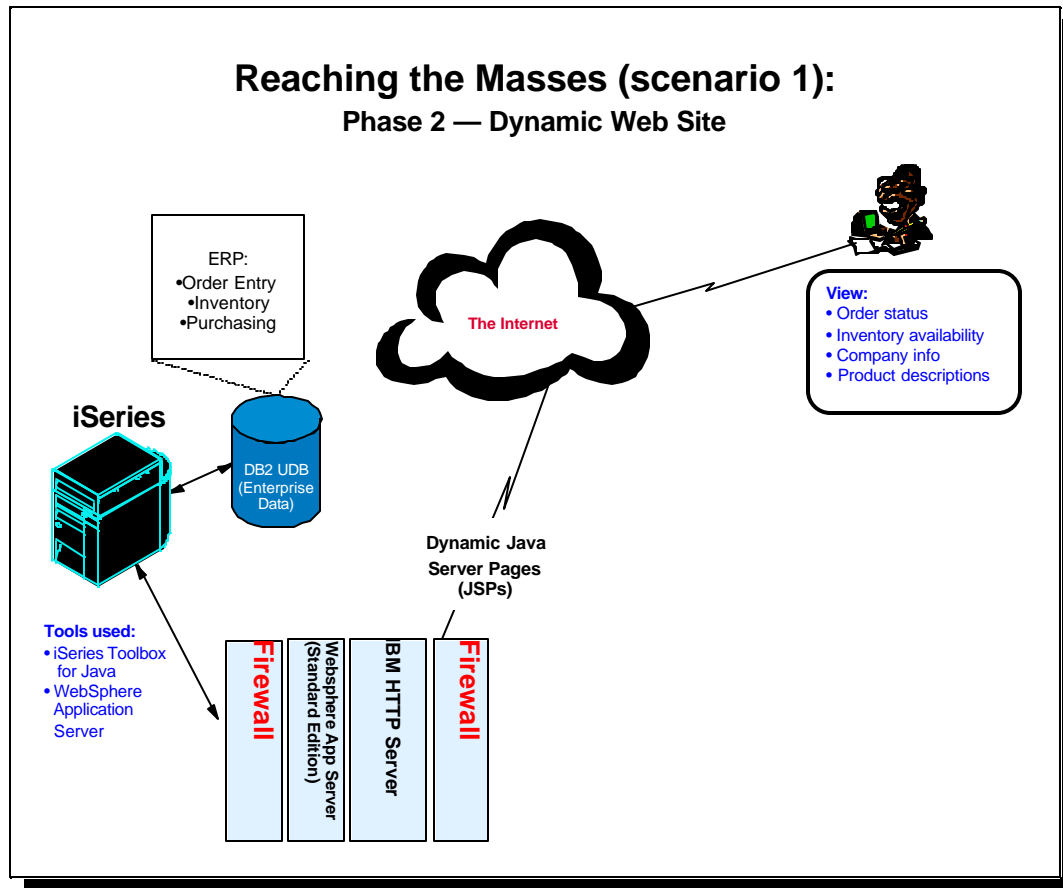 Reaching the Masses (scenario 1):
Phase 2 — Dynamic Web Site
ERP:
•Order Entry
•Inventory
•Purchasing
The Internet
View:
• Order status
• Inventory availability
• Company info
• Product descriptions
iSeries
DB2 UDB
(Enterprise
Data)
Dynamic Java
Server Pages
(JSPs)
Tools used:
• iSeries Toolbox
for Java
• WebSphere
Application
Server
Firewall
Websphere App Server
(Standard Edition)
IBM HTTP Server
Firewall